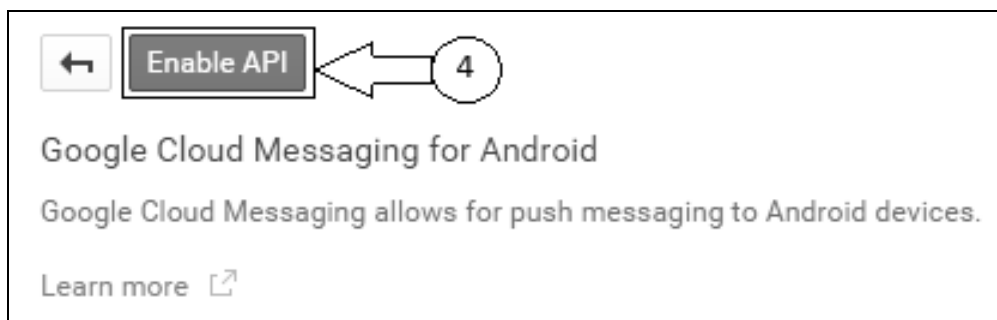 Enable API
4
Google Cloud Messaging for Android
Google Cloud Messaging allows for push messaging to Android devices.
Learn more